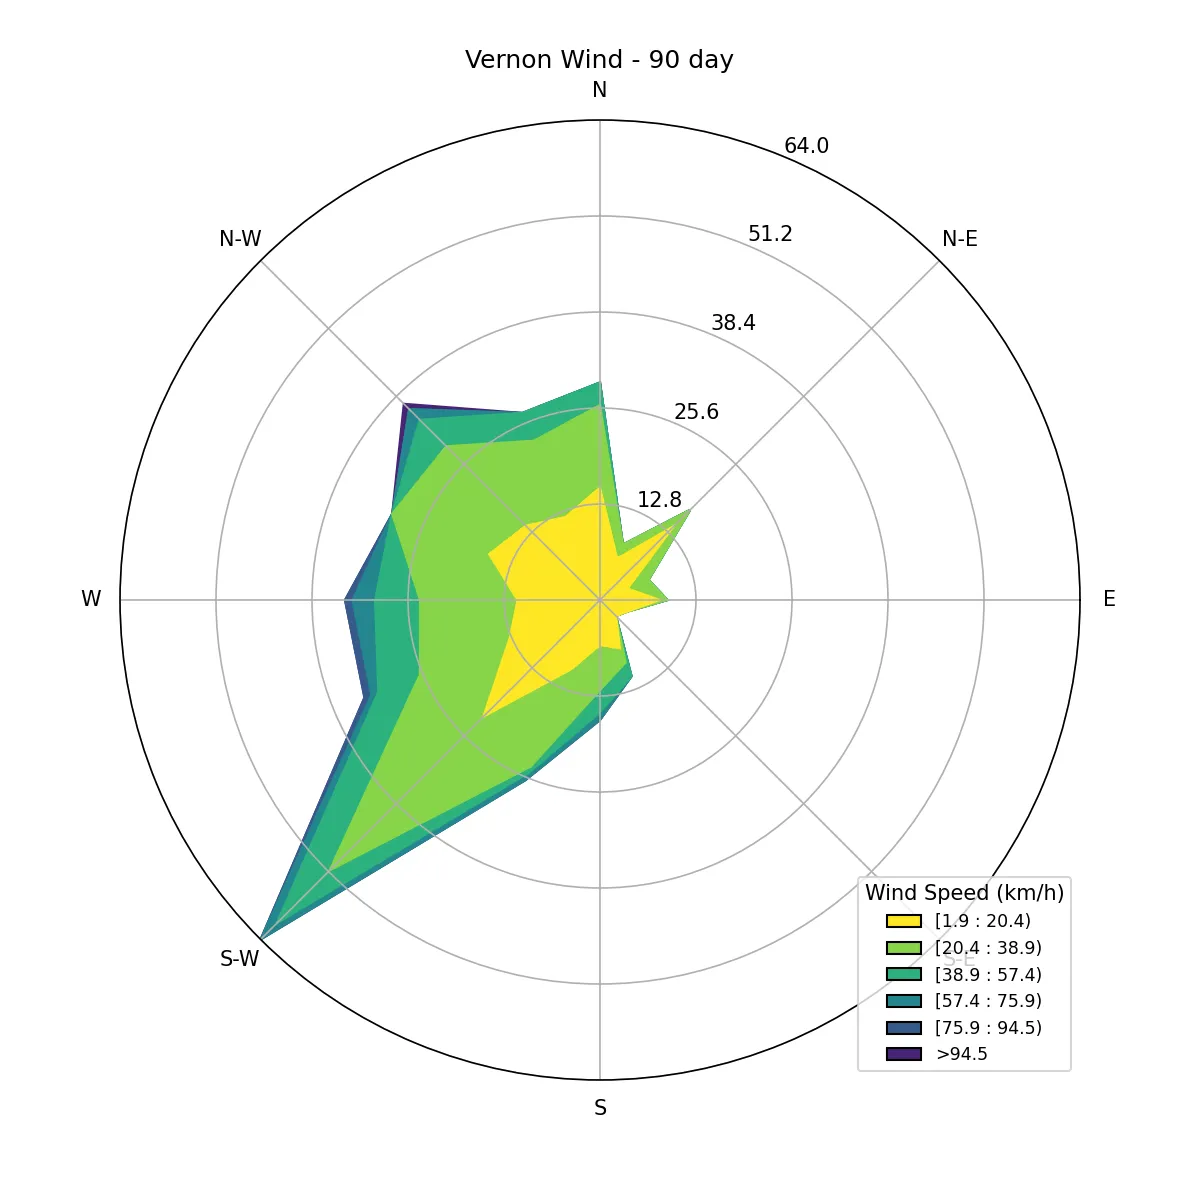 Vernon Wind - 90 day
N
64.0
N-W
51.2
N-E
38.4
25.6
12.8
W
E
S-W
S-E
S
Wind Speed (km/h)
[1.9 : 20.4)
[20.4 : 38.9)
[38.9 : 57.4)
[57.4 : 75.9)
[75.9 : 94.5)
>94.5